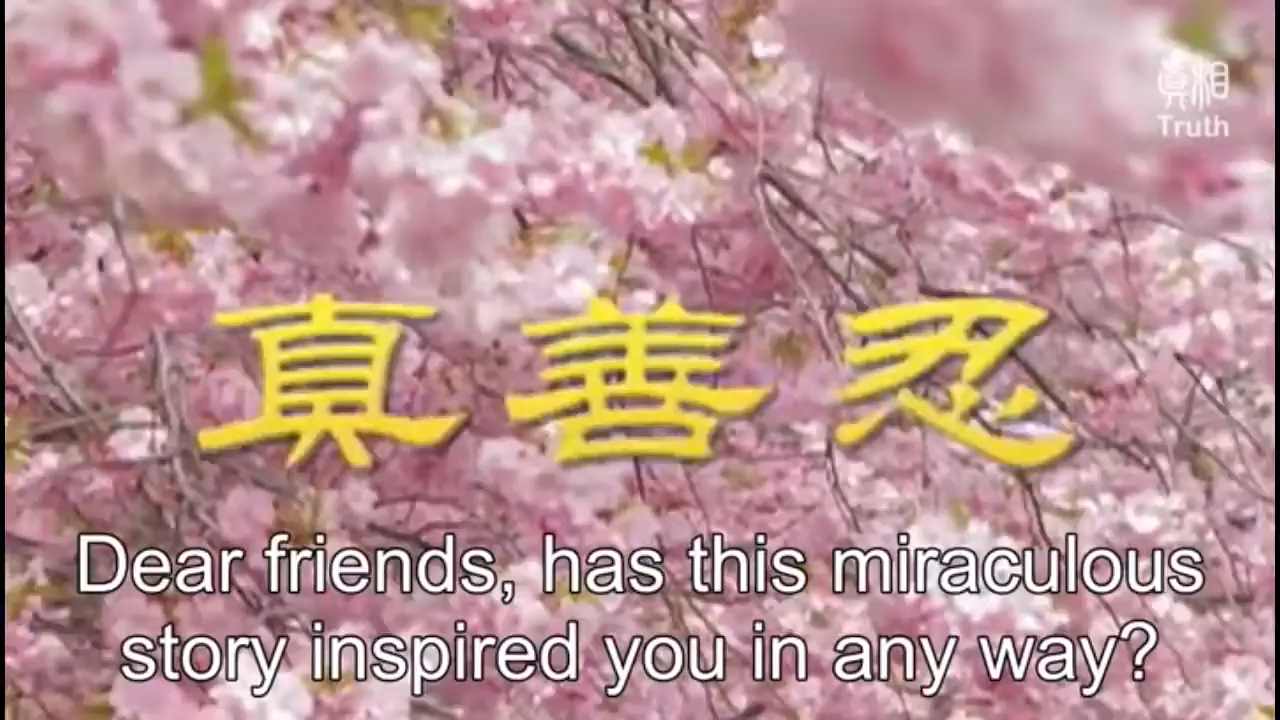 真相
Truth
真善忍
Dear friends, has this miraculous
story inspired you in any way?